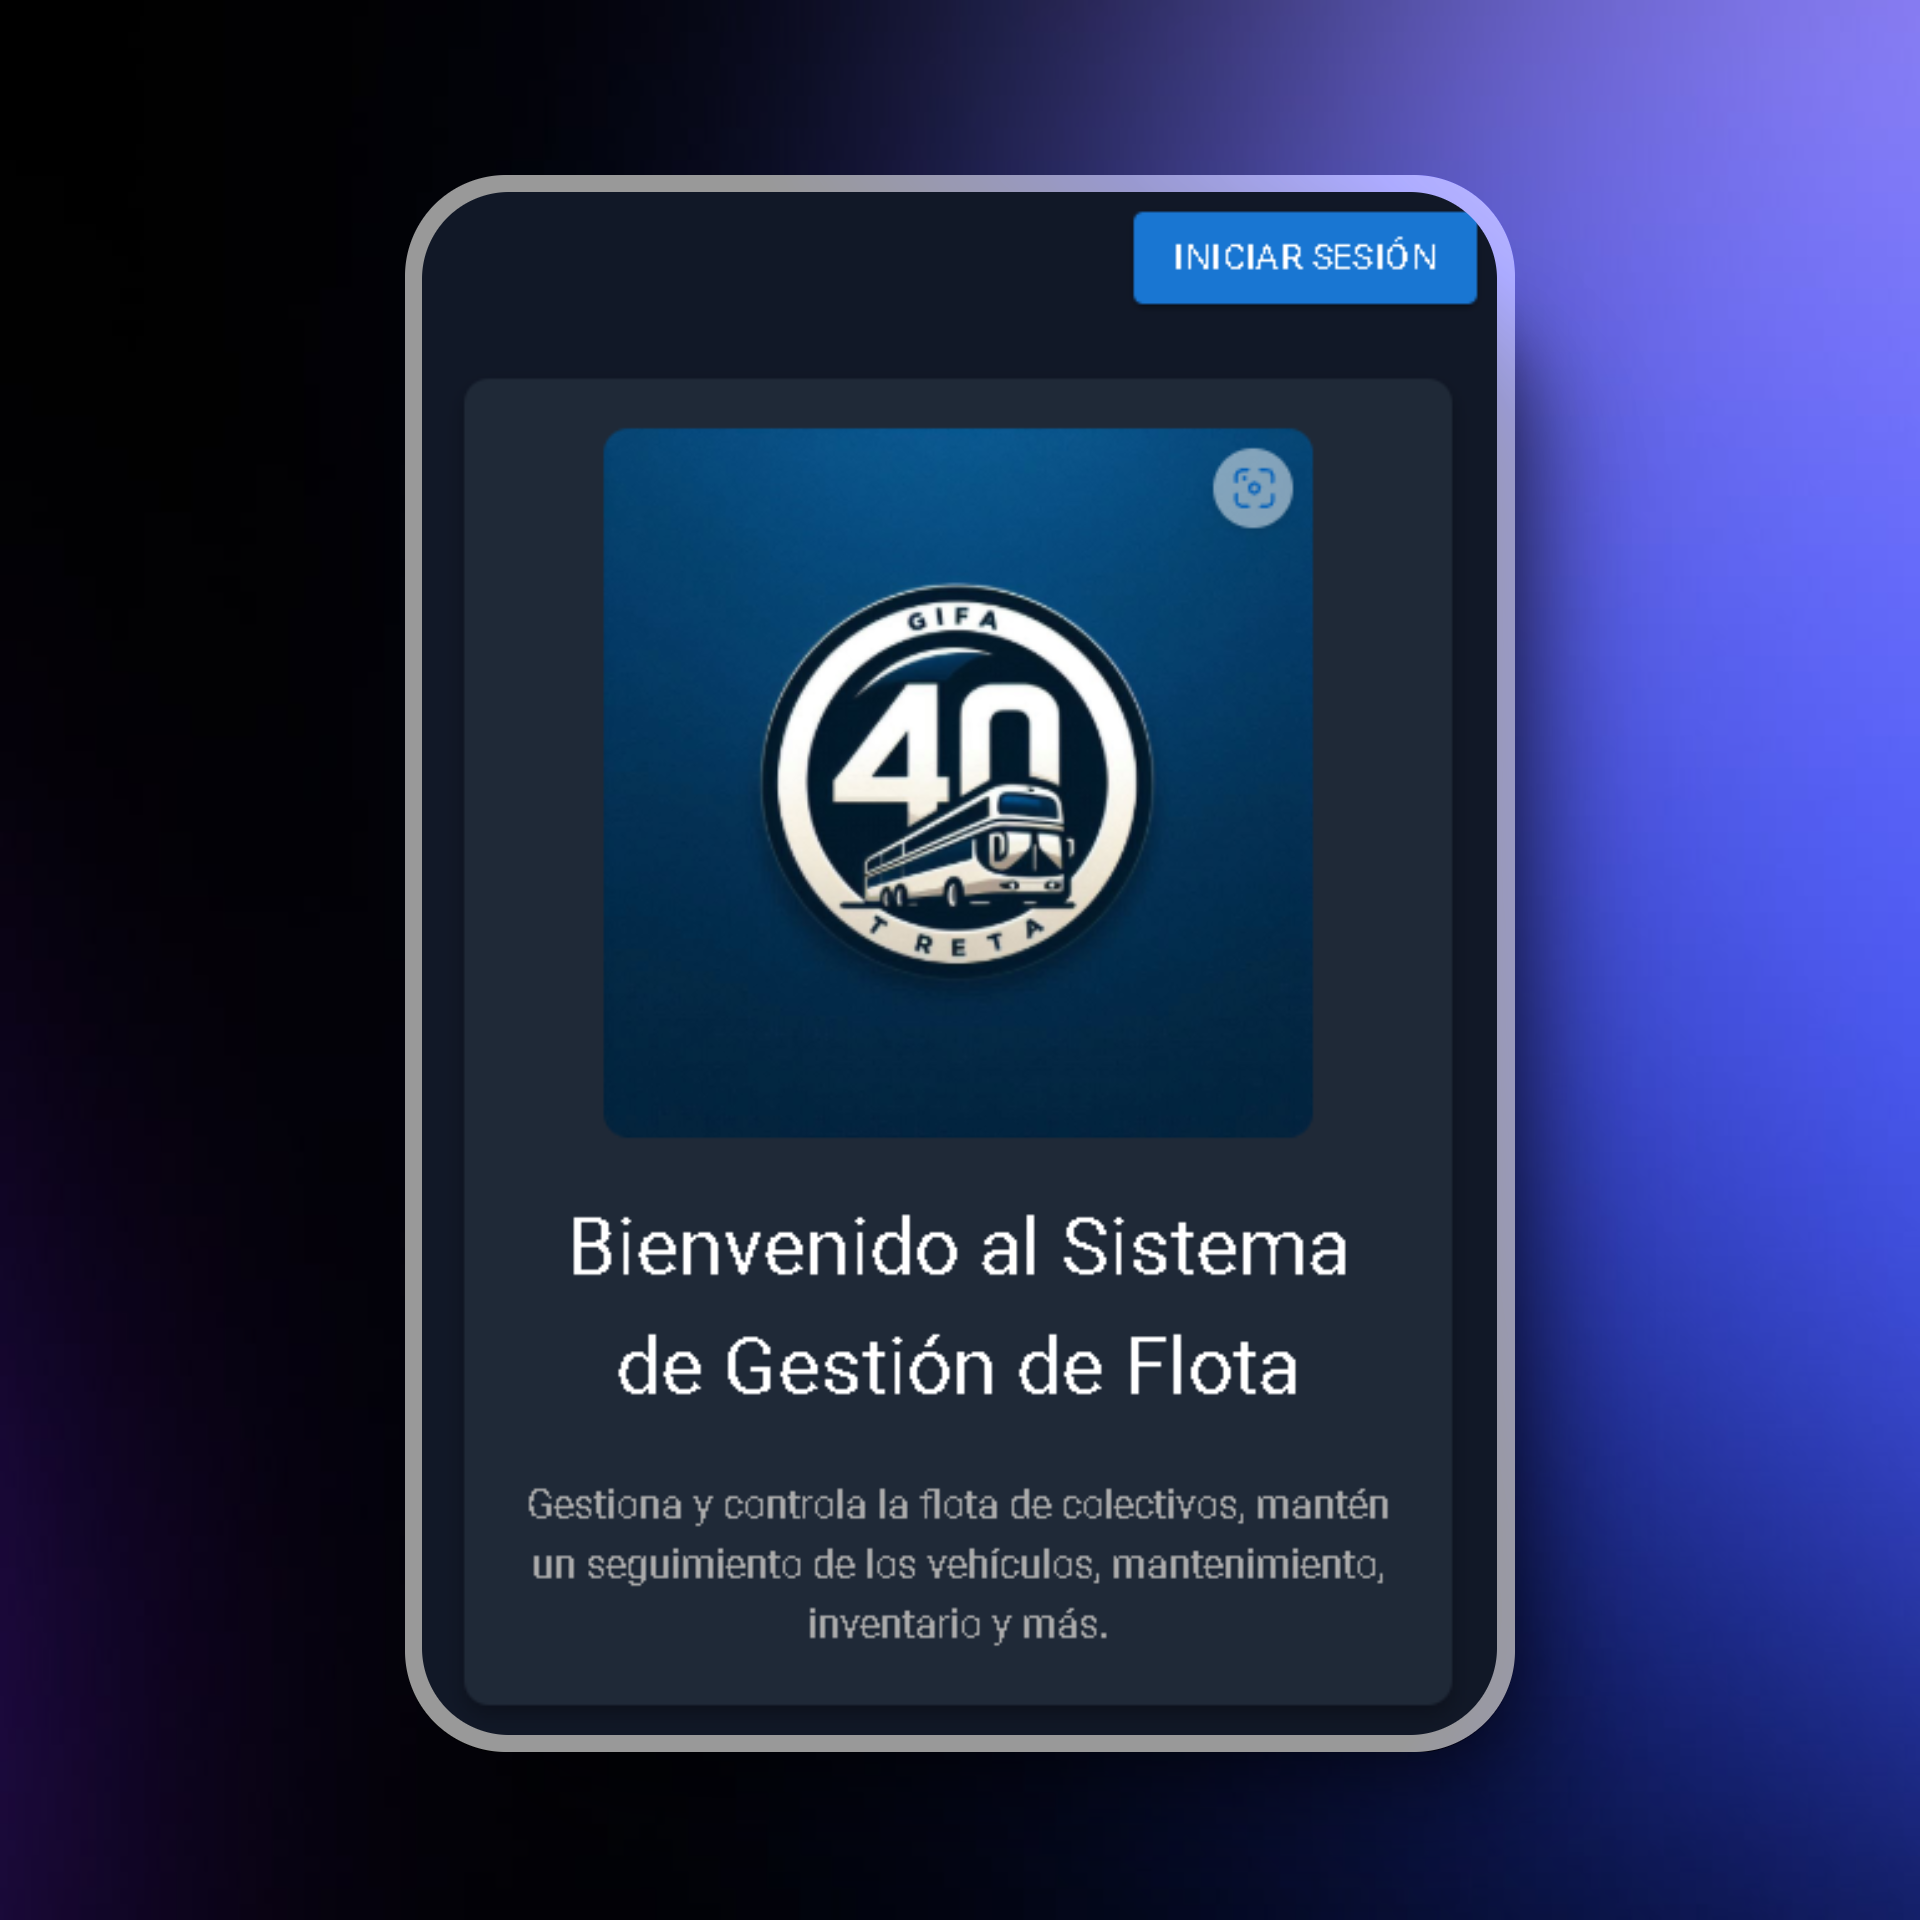 INICIAR SESIÓN
GIFA
40
TRETA
Bienvenido al Sistema
de Gestión de Flota
Gestiona y controla la flota de colectivos, mantén
un seguimiento de los vehículos, mantenimiento,
inventario y más.